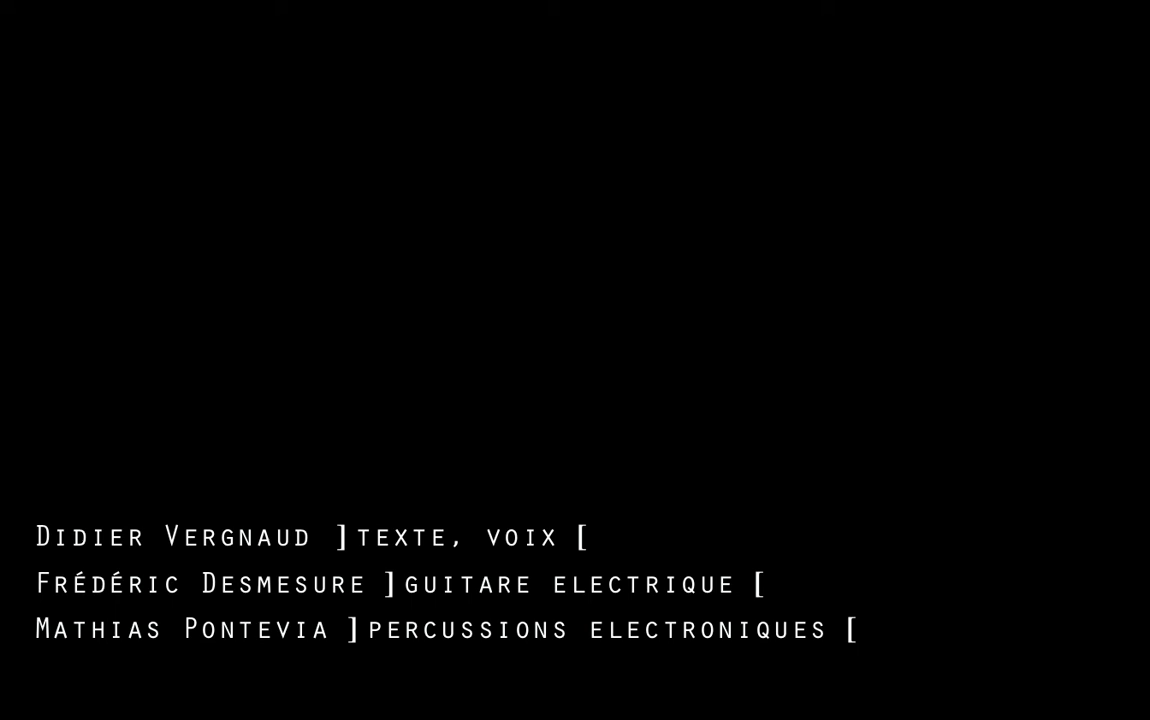 Didier Vergnaud ]texte, voix [
Frédéric Desmesure ]guitare electrique [
Mathias Pontevia ]percussions electroniques [